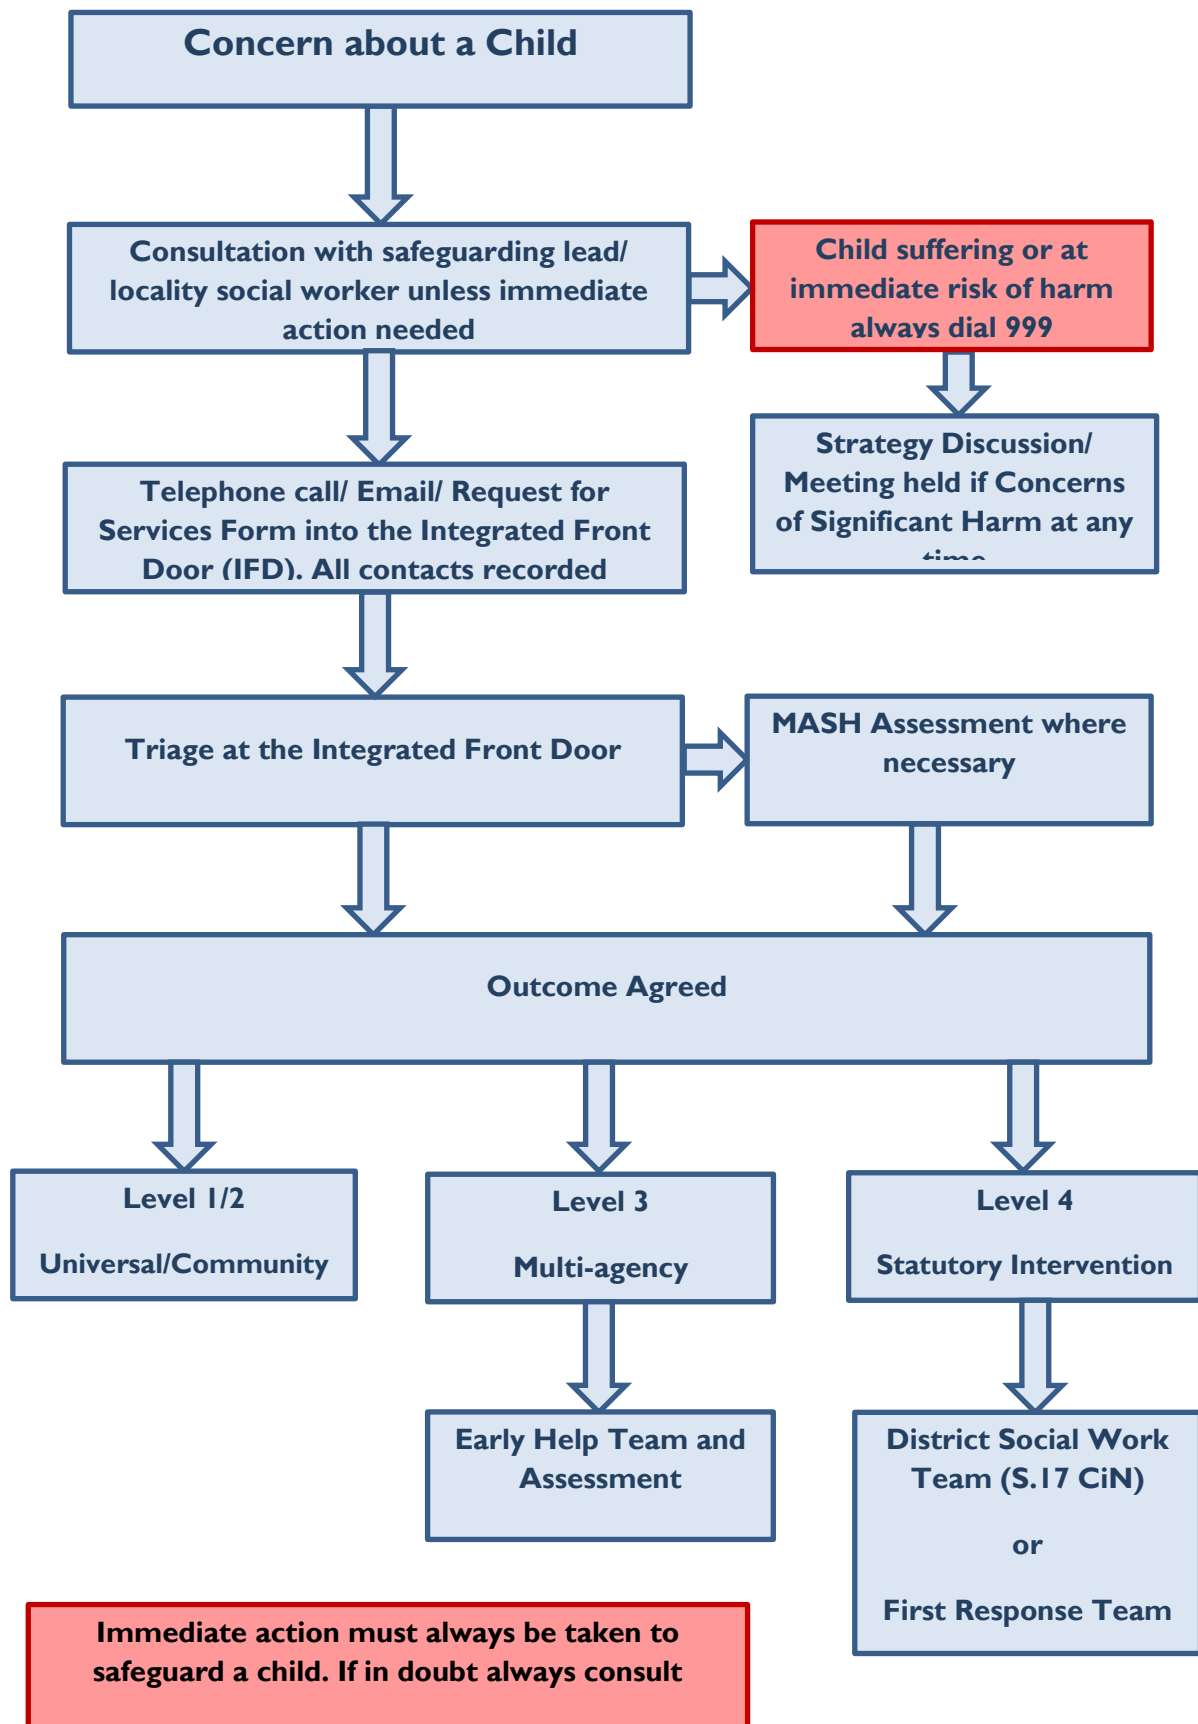 Concern about a Child
Consultation with safeguarding lead/
locality social worker unless immediate
action needed
Child suffering or at
immediate risk of harm
always dial 999
Strategy Discussion/
Meeting held if Concerns
of Significant Harm at any
time
Telephone call/ Email/ Request for
Services Form into the Integrated Front
Door (IFD). All contacts recorded
Triage at the Integrated Front Door
MASH Assessment where
necessary
Outcome Agreed
Level 1/2
Universal/Community
Level 3
Multi-agency
Level 4
Statutory Intervention
Early Help Team and
Assessment
District Social Work
Team (S.17 CiN)
or
First Response Team
Immediate action must always be taken to
safeguard a child. If in doubt always consult